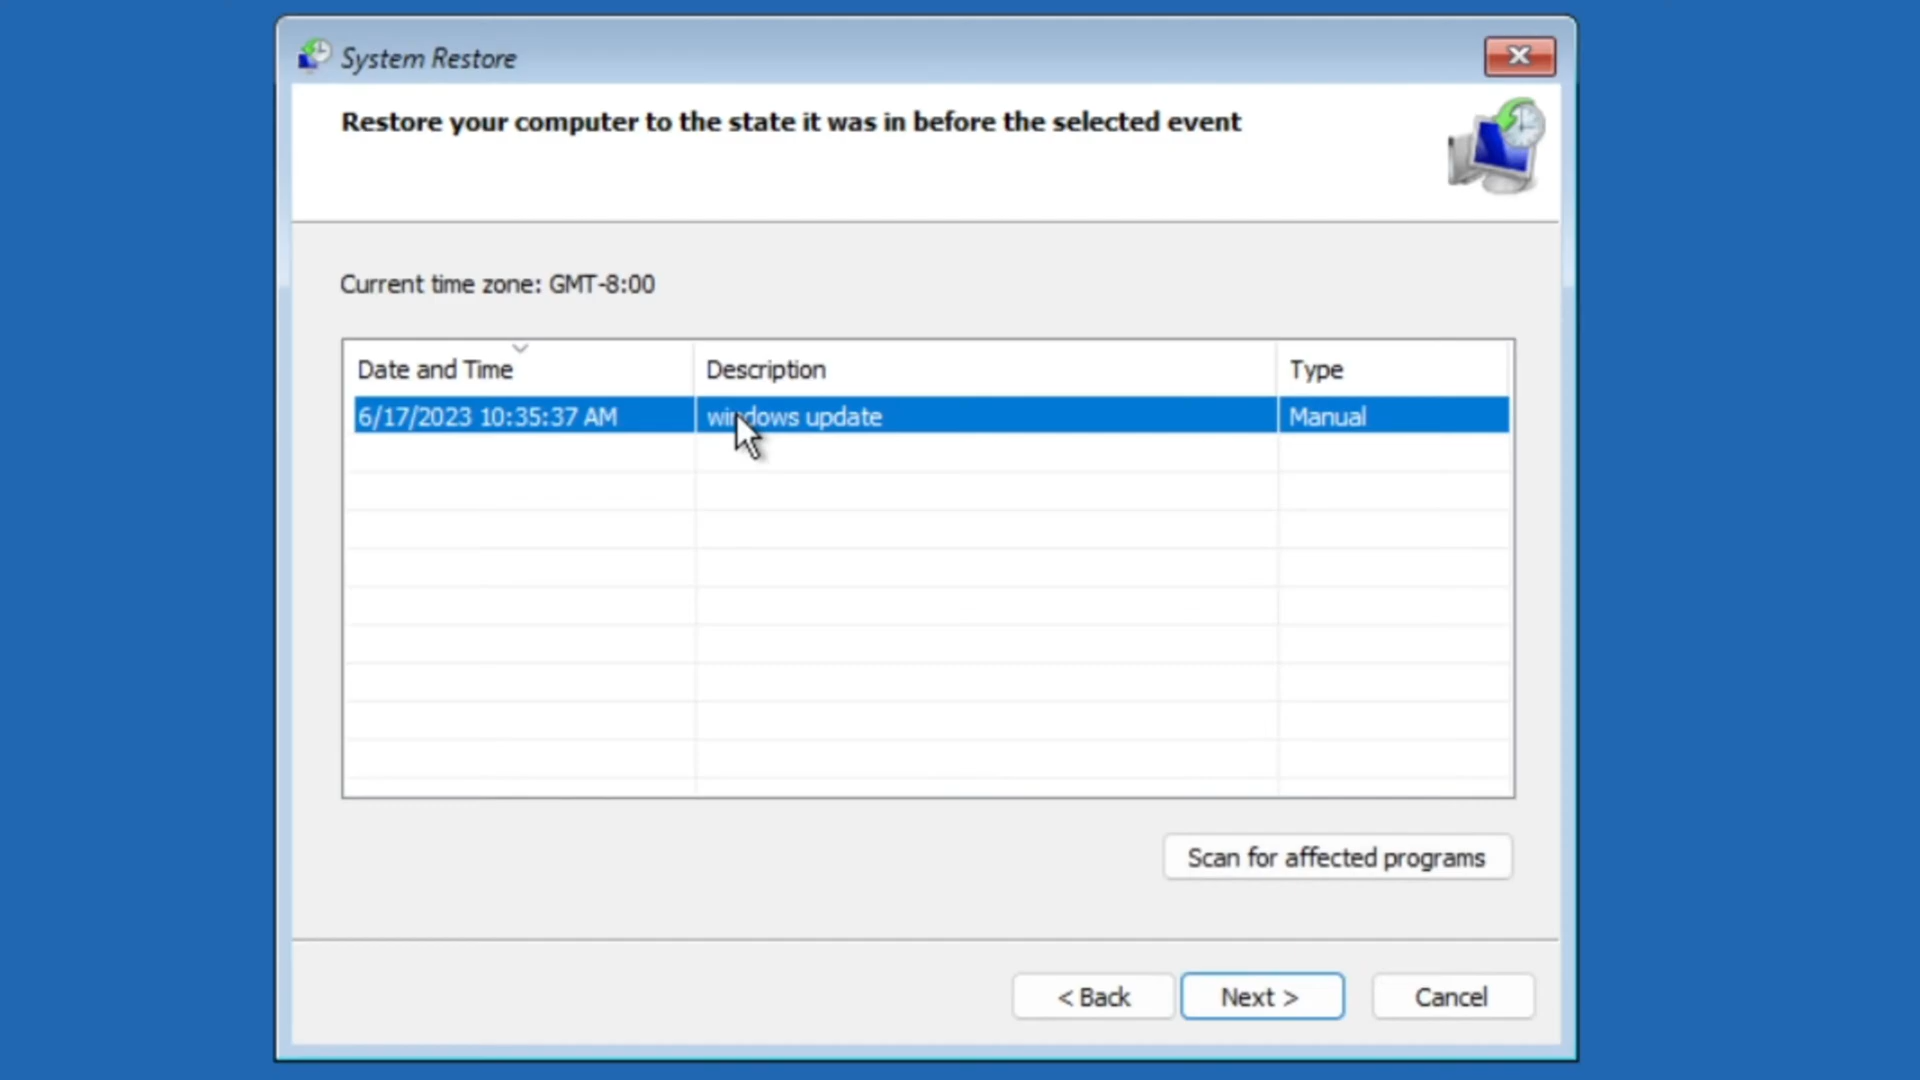 System Restore
Restore your computer to the state it was in before the selected event
Current time zone: GMT-8:00
Date and Time Description Type
6/17/2023 10:35:37 AM windows update Manual
Scan for affected programs
< Back Next > Cancel